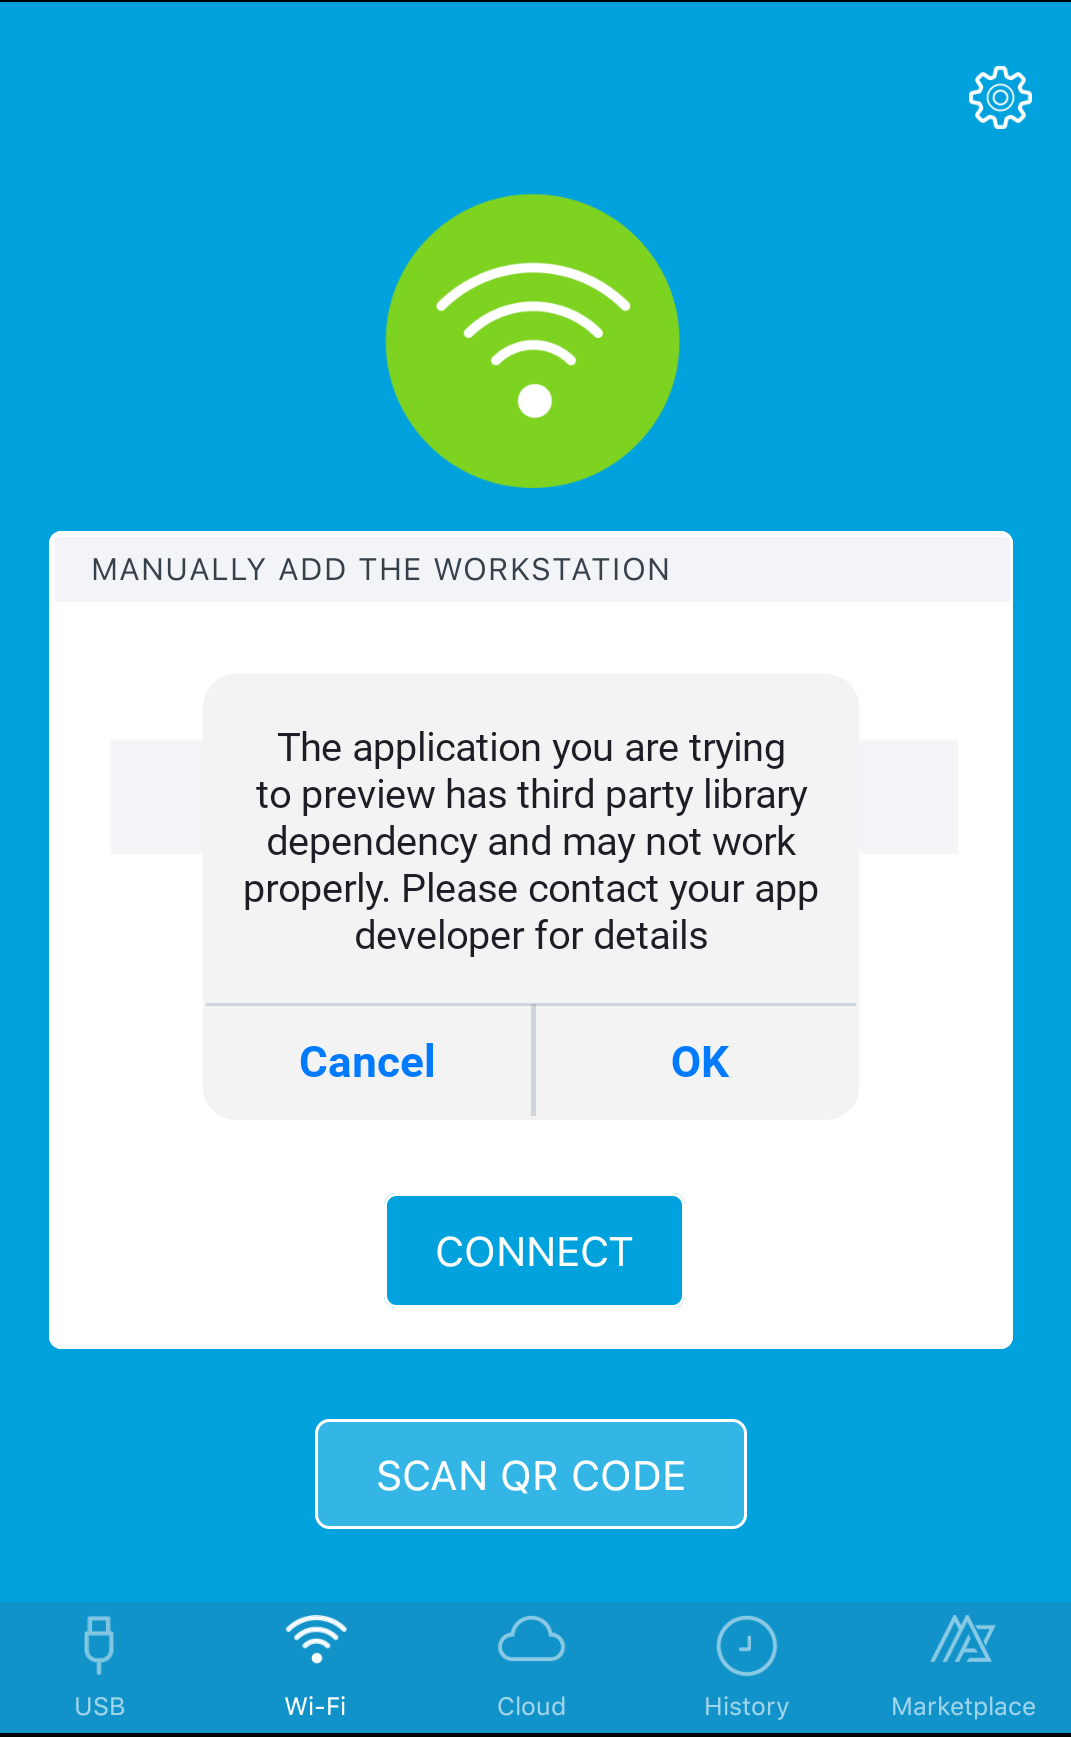 MANUALLY ADD THE WORKSTATION
The application you are trying
to preview has third party library
dependency and may not work
properly. Please contact your app
developer for details
Cancel OK
CONNECT
SCAN QR CODE
USB Wi-Fi Cloud History Marketplace